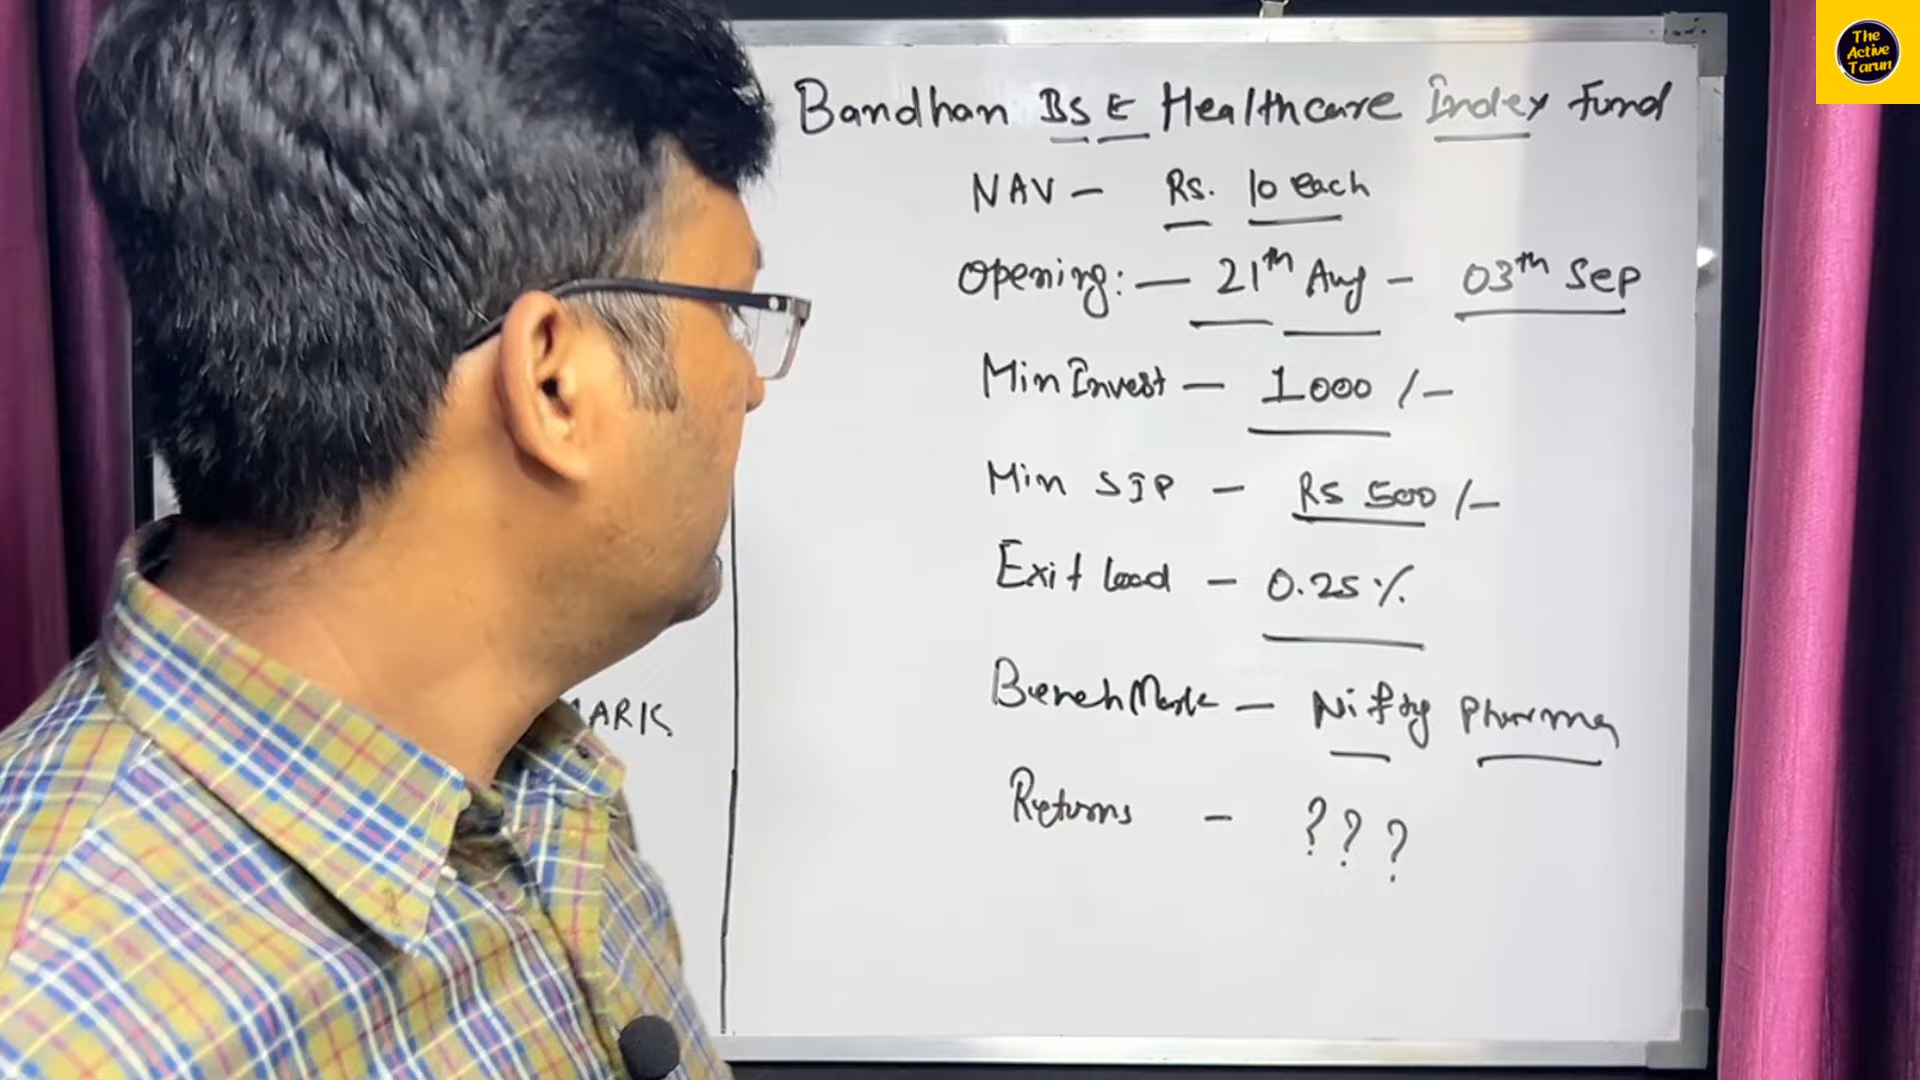 The
Active
Tarun
Bandhan BSE Healthcare Index Fund
NAV - Rs. 10 each
Opening:- 21th Aug - 03th Sep
Min Invest - 1000/-
Min SIP - Rs 500/-
Exit load - 0.25%
BenchMark - Nifty Pharma
ARK
Returns - ???